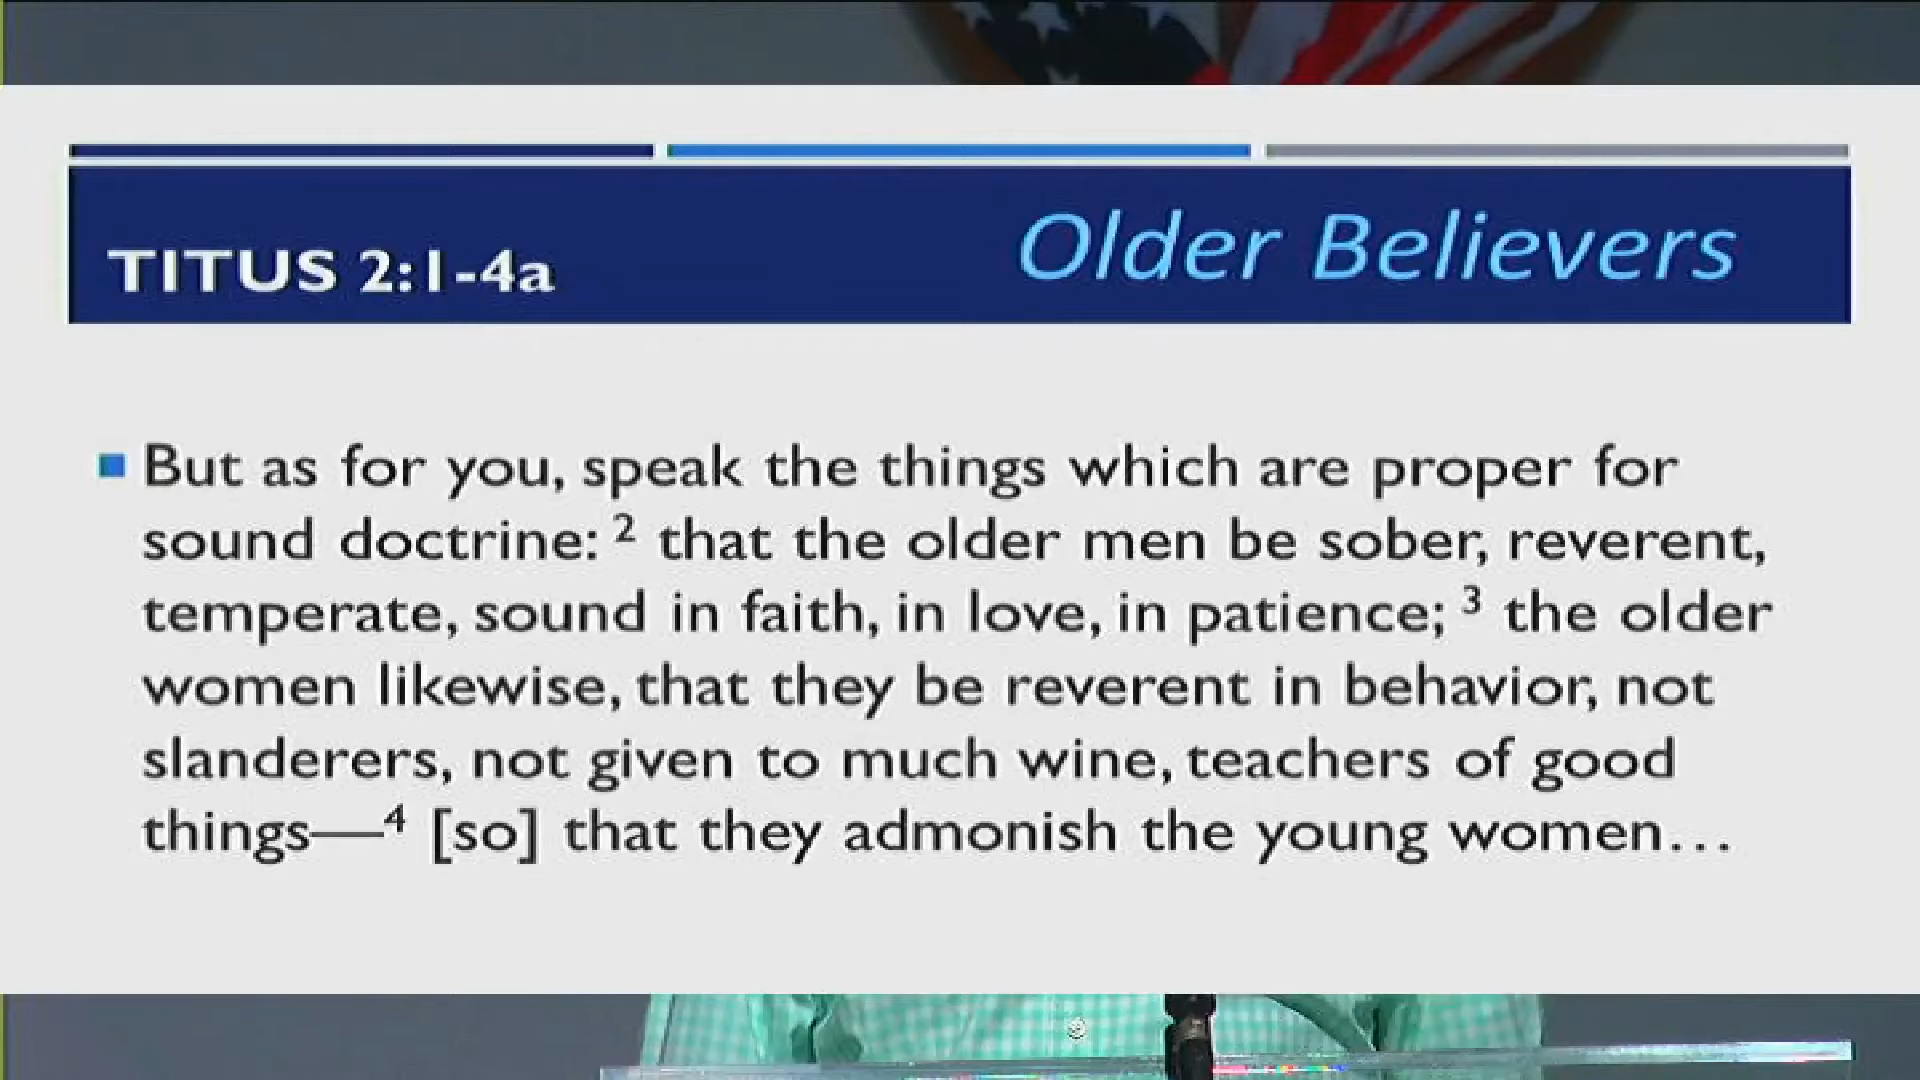 TITUS 2:1-4a
Older Believers
■ But as for you, speak the things which are proper for
sound doctrine: ² that the older men be sober, reverent,
temperate, sound in faith, in love, in patience; ³ the older
women likewise, that they be reverent in behavior, not
slanderers, not given to much wine, teachers of good
things—⁴ [so] that they admonish the young women…